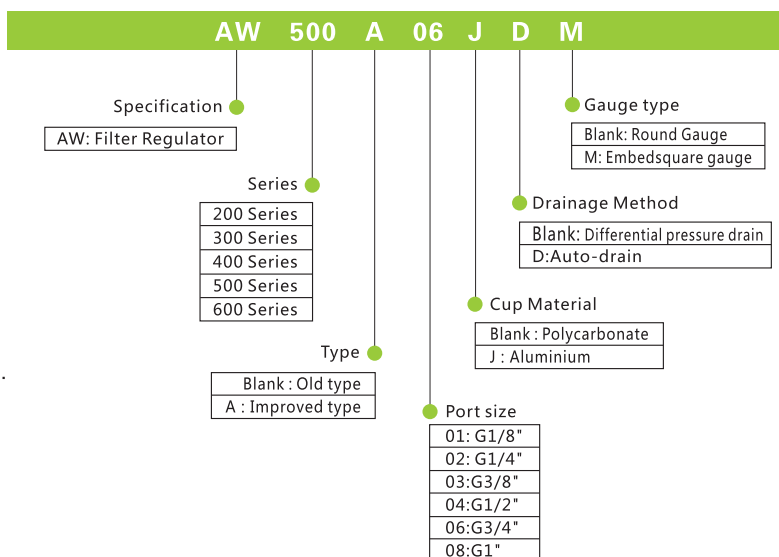 AW 500 A 06 J D M
Specification
AW: Filter Regulator
Series
200 Series
300 Series
400 Series
500 Series
600 Series
Type
Blank : Old type
A : Improved type
Port size
01: G1/8"
02: G1/4"
03:G3/8"
04:G1/2"
06:G3/4"
08:G1"
Cup Material
Blank : Polycarbonate
J : Aluminium
Drainage Method
Blank: Differential pressure drain
D:Auto-drain
Gauge type
Blank: Round Gauge
M: Embedsquare gauge